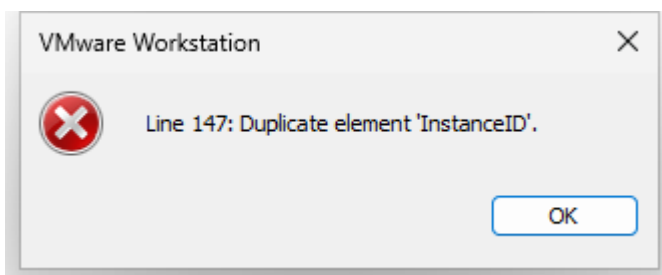 VMware Workstation
Line 147: Duplicate element 'InstanceID'.
OK